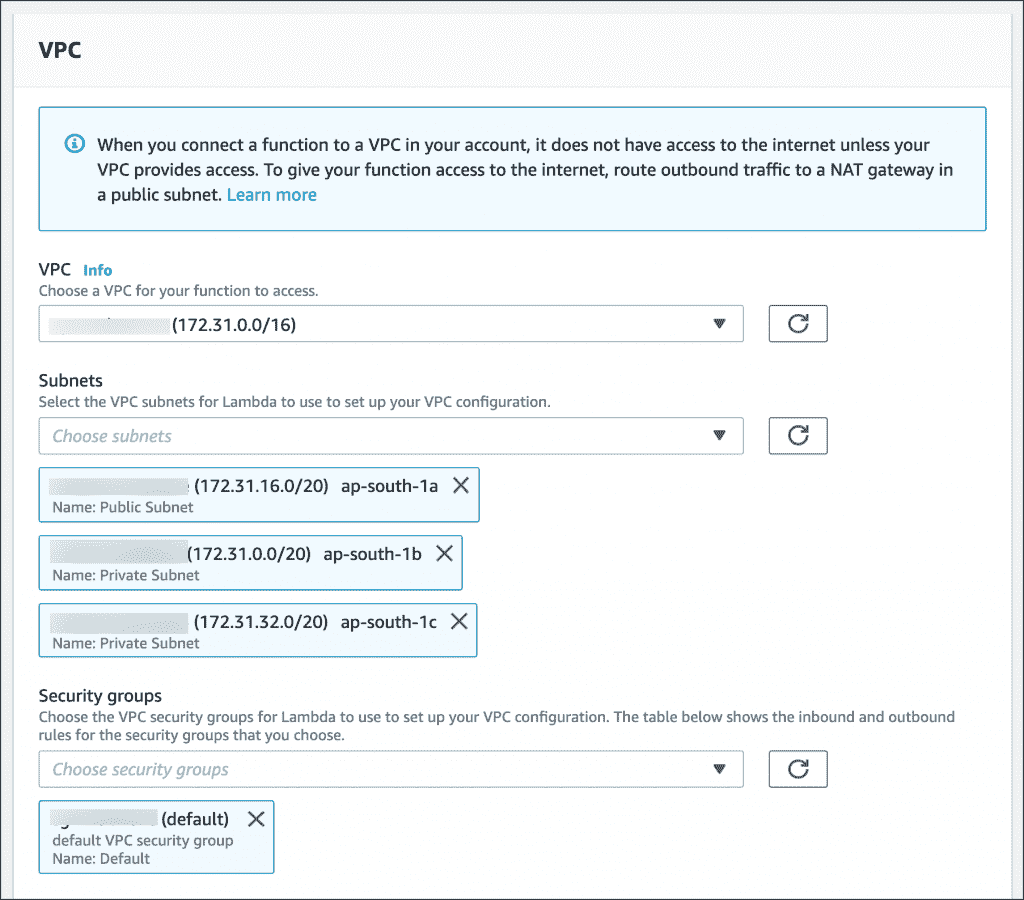 VPC
When you connect a function to a VPC in your account, it does not have access to the internet unless your
VPC provides access. To give your function access to the internet, route outbound traffic to a NAT gateway in
a public subnet. Learn more
VPC Info
Choose a VPC for your function to access.
(172.31.0.0/16)
Subnets
Select the VPC subnets for Lambda to use to set up your VPC configuration.
Choose subnets
(172.31.16.0/20) ap-south-1a
Name: Public Subnet
(172.31.0.0/20) ap-south-1b
Name: Private Subnet
(172.31.32.0/20) ap-south-1c
Name: Private Subnet
Security groups
Choose the VPC security groups for Lambda to use to set up your VPC configuration. The table below shows the inbound and outbound
rules for the security groups that you choose.
Choose security groups
(default)
default VPC security group
Name: Default